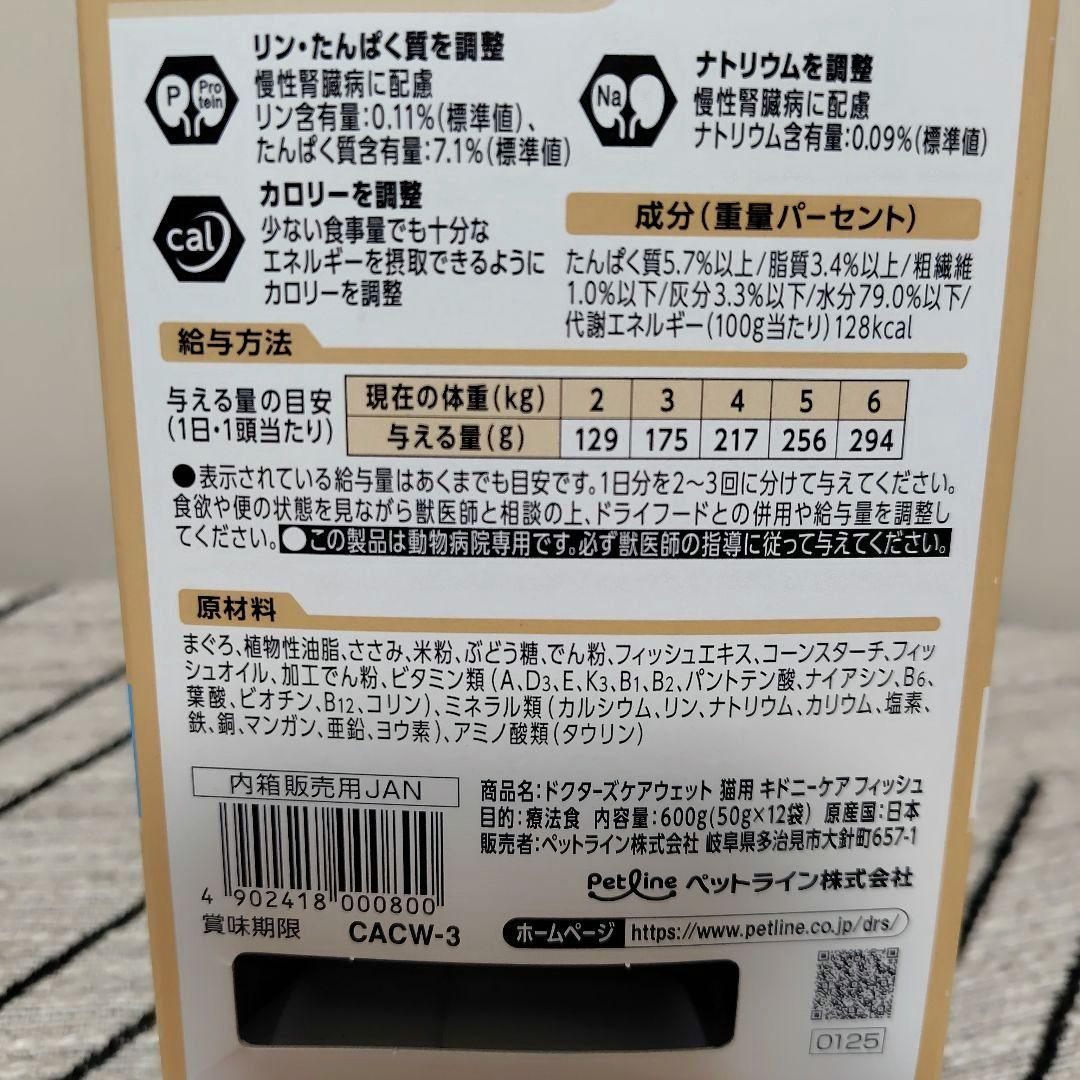 リン・たんぱく質を調整
慢性腎臓病に配慮
リン含有量:0.11%(標準値)、
たんぱく質含有量:7.1%(標準値)
P
Pro
tein
ナトリウムを調整
慢性腎臓病に配慮
ナトリウム含有量:0.09%(標準値)
Na
カロリーを調整
少ない食事量でも十分な
エネルギーを摂取できるように
カロリーを調整
cal
成分(重量パーセント)
たんぱく質5.7%以上/脂質3.4%以上/粗繊維
1.0%以下/灰分3.3%以下/水分79.0%以下/
代謝エネルギー(100g当たり)128kcal
給与方法
与える量の目安
(1日・1頭当たり)
現在の体重(kg) 2 3 4 5 6
与える量(g) 129 175 217 256 294
●表示されている給与量はあくまでも目安です。1日分を2〜3回に分けて与えてください。
食欲や便の状態を見ながら獣医師と相談の上、ドライフードとの併用や給与量を調整し
てください。●この製品は動物病院専用です。必ず獣医師の指導に従って与えてください。
原材料
まぐろ、植物性油脂、ささみ、米粉、ぶどう糖、でん粉、フィッシュエキス、コーンスターチ、フィッ
シュオイル、加工でん粉、ビタミン類(A、D3、E、K3、B1、B2、パントテン酸、ナイアシン、B6、
葉酸、ビオチン、B12、コリン)、ミネラル類(カルシウム、リン、ナトリウム、カリウム、塩素、
鉄、銅、マンガン、亜鉛、ヨウ素)、アミノ酸類(タウリン)
内箱販売用JAN
4 902418 000800
賞味期限 CACW-3
商品名:ドクターズケアウェット 猫用 キドニーケア フィッシュ
目的:療法食 内容量:600g(50g×12袋) 原産国:日本
販売者:ペットライン株式会社 岐阜県多治見市大針町657-1
Petline ペットライン株式会社
ホームページ https://www.petline.co.jp/drs/
0125